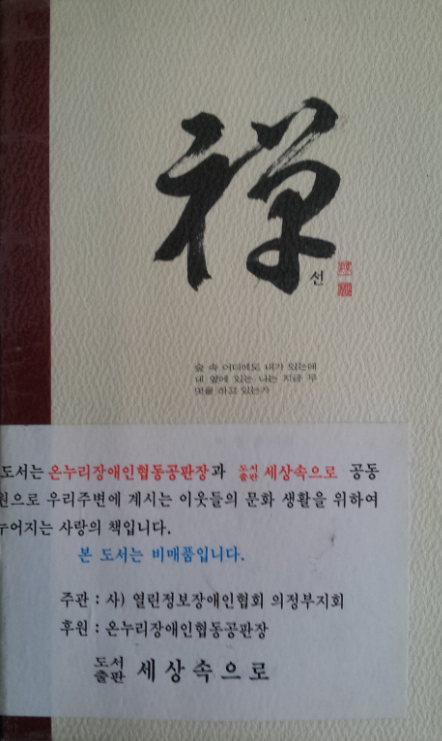 禅
선
숲 속 어디에도 내가 있는데
네 옆에 있는 나는 지금 무
엇을 하고 있는가
도서는 온누리장애인협동공판장과 도서출판 세상속으로 공동
원으로 우리주변에 계시는 이웃들의 문화 생활을 위하여
누어지는 사랑의 책입니다.
본 도서는 비매품입니다.
주관 : 사) 열린정보장애인협회 의정부지회
후원 : 온누리장애인협동공판장
도서출판 세상속으로